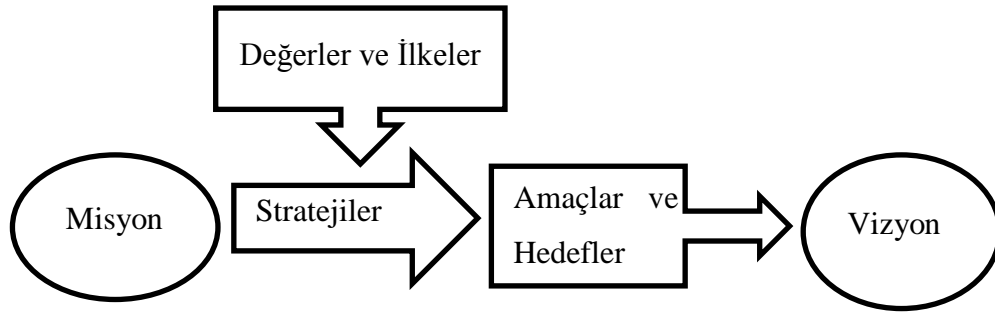 Değerler ve İlkeler
Misyon
Stratejiler
Amaçlar ve
Hedefler
Vizyon